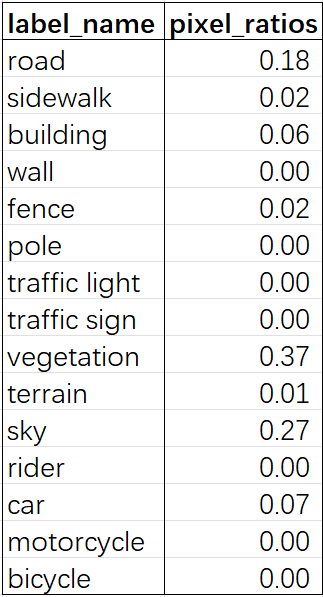 label_name pixel_ratios
road 0.18
sidewalk 0.02
building 0.06
wall 0.00
fence 0.02
pole 0.00
traffic light 0.00
traffic sign 0.00
vegetation 0.37
terrain 0.01
sky 0.27
rider 0.00
car 0.07
motorcycle 0.00
bicycle 0.00